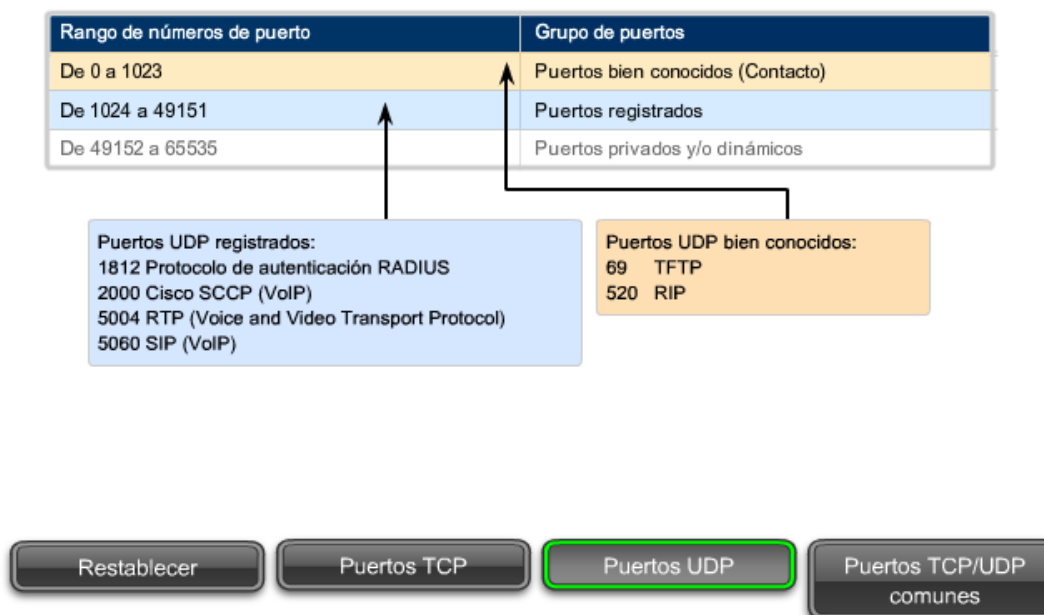 Rango de números de puerto
Grupo de puertos
De 0 a 1023
Puertos bien conocidos (Contacto)
De 1024 a 49151
Puertos registrados
De 49152 a 65535
Puertos privados y/o dinámicos
Puertos UDP registrados:
1812 Protocolo de autenticación RADIUS
2000 Cisco SCCP (VoIP)
5004 RTP (Voice and Video Transport Protocol)
5060 SIP (VoIP)
Puertos UDP bien conocidos:
69 TFTP
520 RIP
Restablecer
Puertos TCP
Puertos UDP
Puertos TCP/UDP
comunes